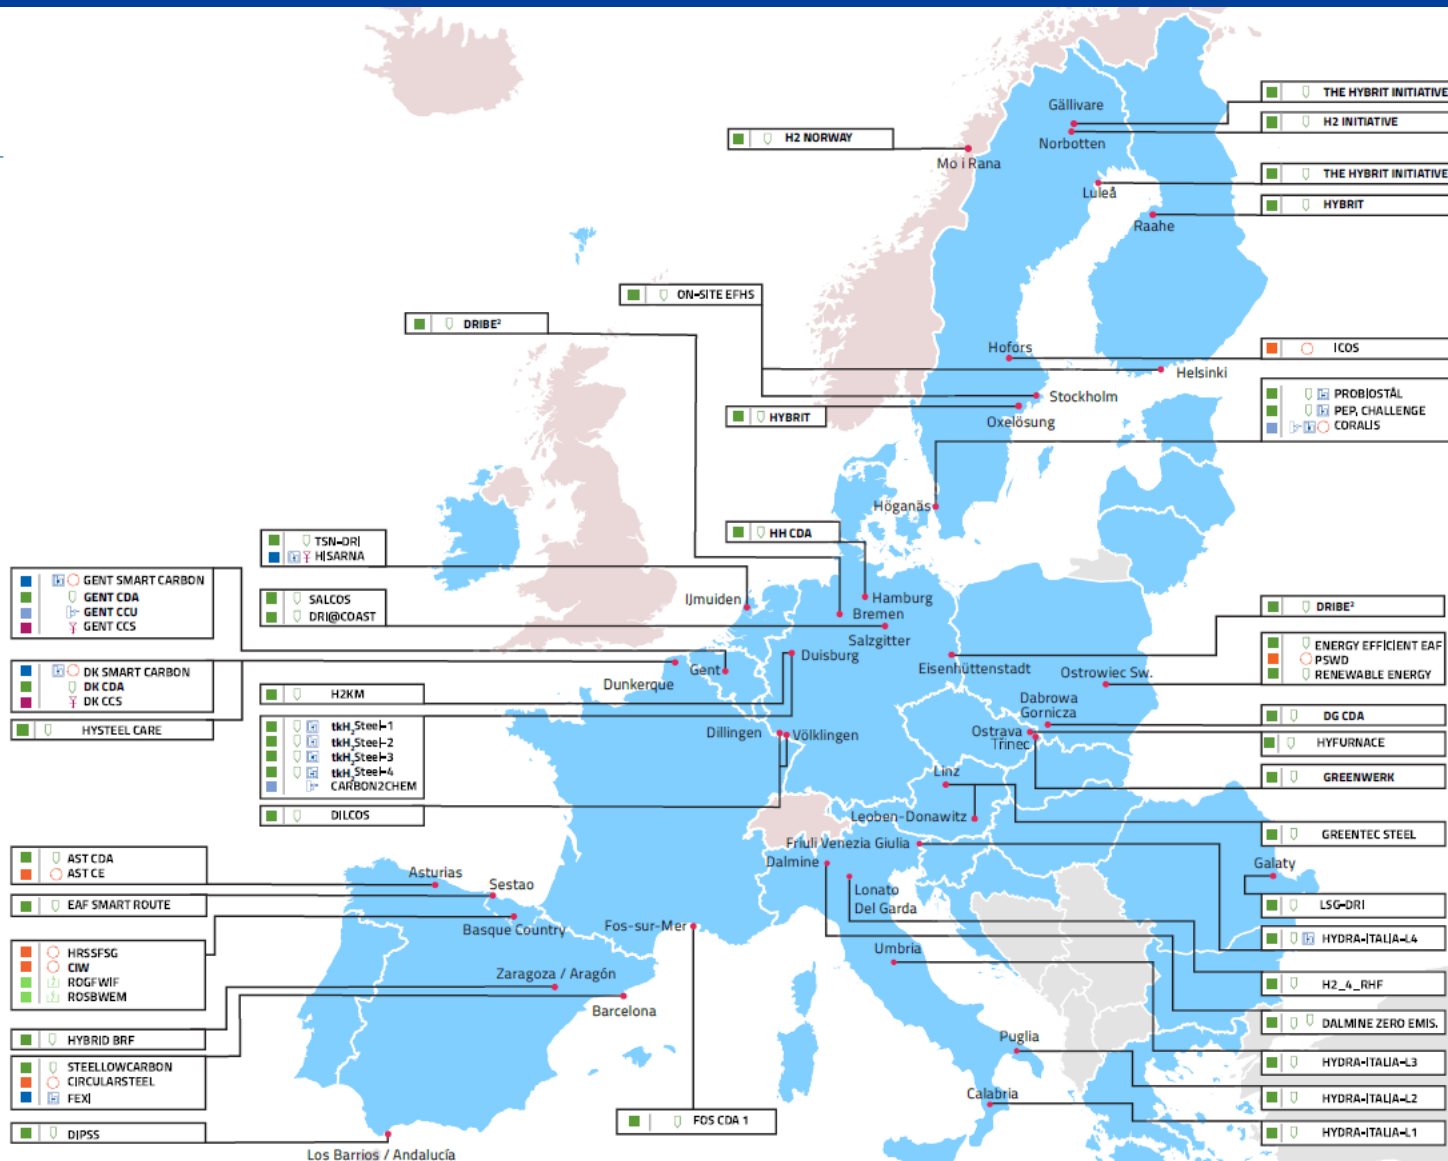 THE HYBRIT INITIATIVE
Gällivare
H2 INITIATIVE
Norbotten
H2 NORWAY
Mo i Rana
THE HYBRIT INITIATIVE
Luleå
HYBRIT
Raahe
ON-SITE EFHS
DRIBE²
Hofors
ICOS
Helsinki
PROBIOSTÅL
PEP, CHALLENGE
CORALIS
Stockholm
HYBRIT
Oxelösung
Höganäs
TSN-DRI
HISARNA
HH CDA
GENT SMART CARBON
GENT CDA
GENT CCU
GENT CCS
SALCOS
DRI@COAST
IJmuiden
Hamburg
Bremen
Salzgitter
DRIBE²
ENERGY EFFICIENT EAF
PSWD
RENEWABLE ENERGY
Duisburg
Gent
Eisenhüttenstadt
Ostrowiec Sw.
DK SMART CARBON
DK CDA
DK CCS
Dunkerque
H2KM
HYSTEEL CARE
Dabrowa
Gornicza
DG CDA
tkH2Steel-1
tkH2Steel-2
tkH2Steel-3
tkH2Steel-4
CARBON2CHEM
Dillingen
Völklingen
Ostrava
Třinec
HYFURNACE
Linz
GREENWERK
DILCOS
Leoben-Donawitz
GREENTEC STEEL
Friuli Venezia Giulia
AST CDA
AST CE
Asturias
Dalmine
Galaty
Sestao
Lonato
Del Garda
EAF SMART ROUTE
LSG-DRI
Basque Country
Fos-sur-Mer
HYDRA-ITALIA-L4
HRSSFSG
CIW
ROGFWIF
ROSBWEM
Umbria
Zaragoza / Aragón
H2_4_RHF
Barcelona
DALMINE ZERO EMIS.
HYBRID BRF
Puglia
STEELLOWCARBON
CIRCULARSTEEL
FEXI
HYDRA-ITALIA-L3
Calabria
HYDRA-ITALIA-L2
FOS CDA 1
DIPSS
HYDRA-ITALIA-L1
Los Barrios / Andalucía